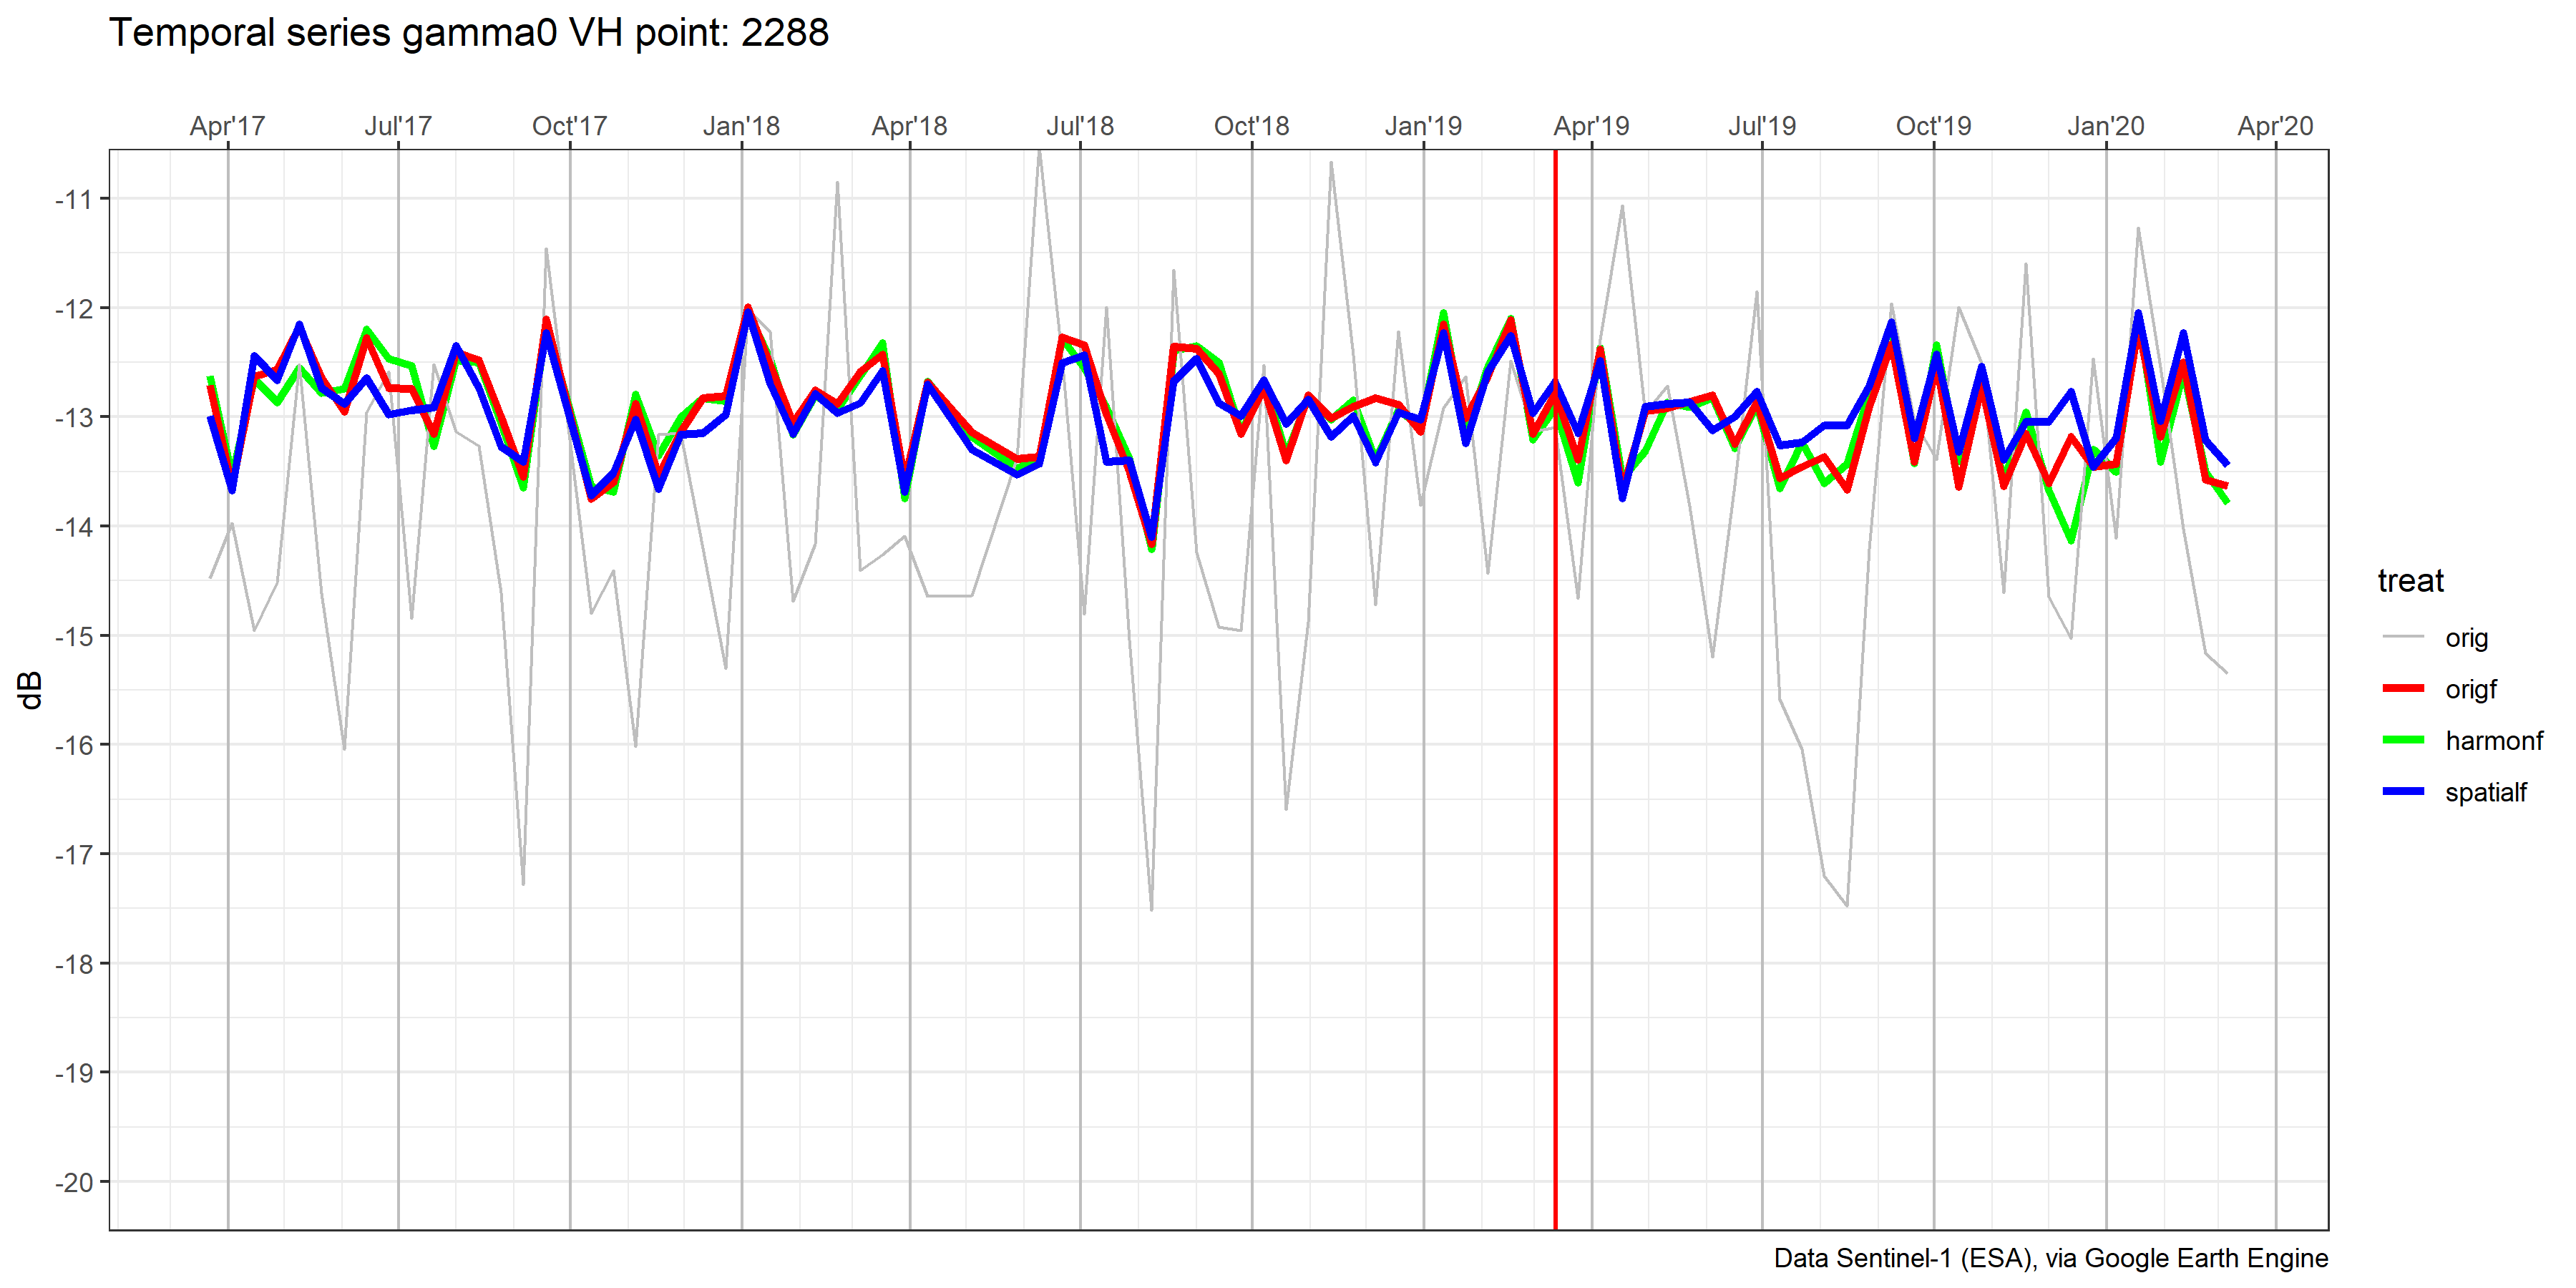 Temporal series gamma0 VH point: 2288
Apr'17 Jul'17 Oct'17 Jan'18 Apr'18 Jul'18 Oct'18 Jan'19 Apr'19 Jul'19 Oct'19 Jan'20 Apr'20
-11
-12
-13
-14
-15
-16
-17
-18
-19
-20
dB
treat
orig
origf
harmonf
spatialf
Data Sentinel-1 (ESA), via Google Earth Engine